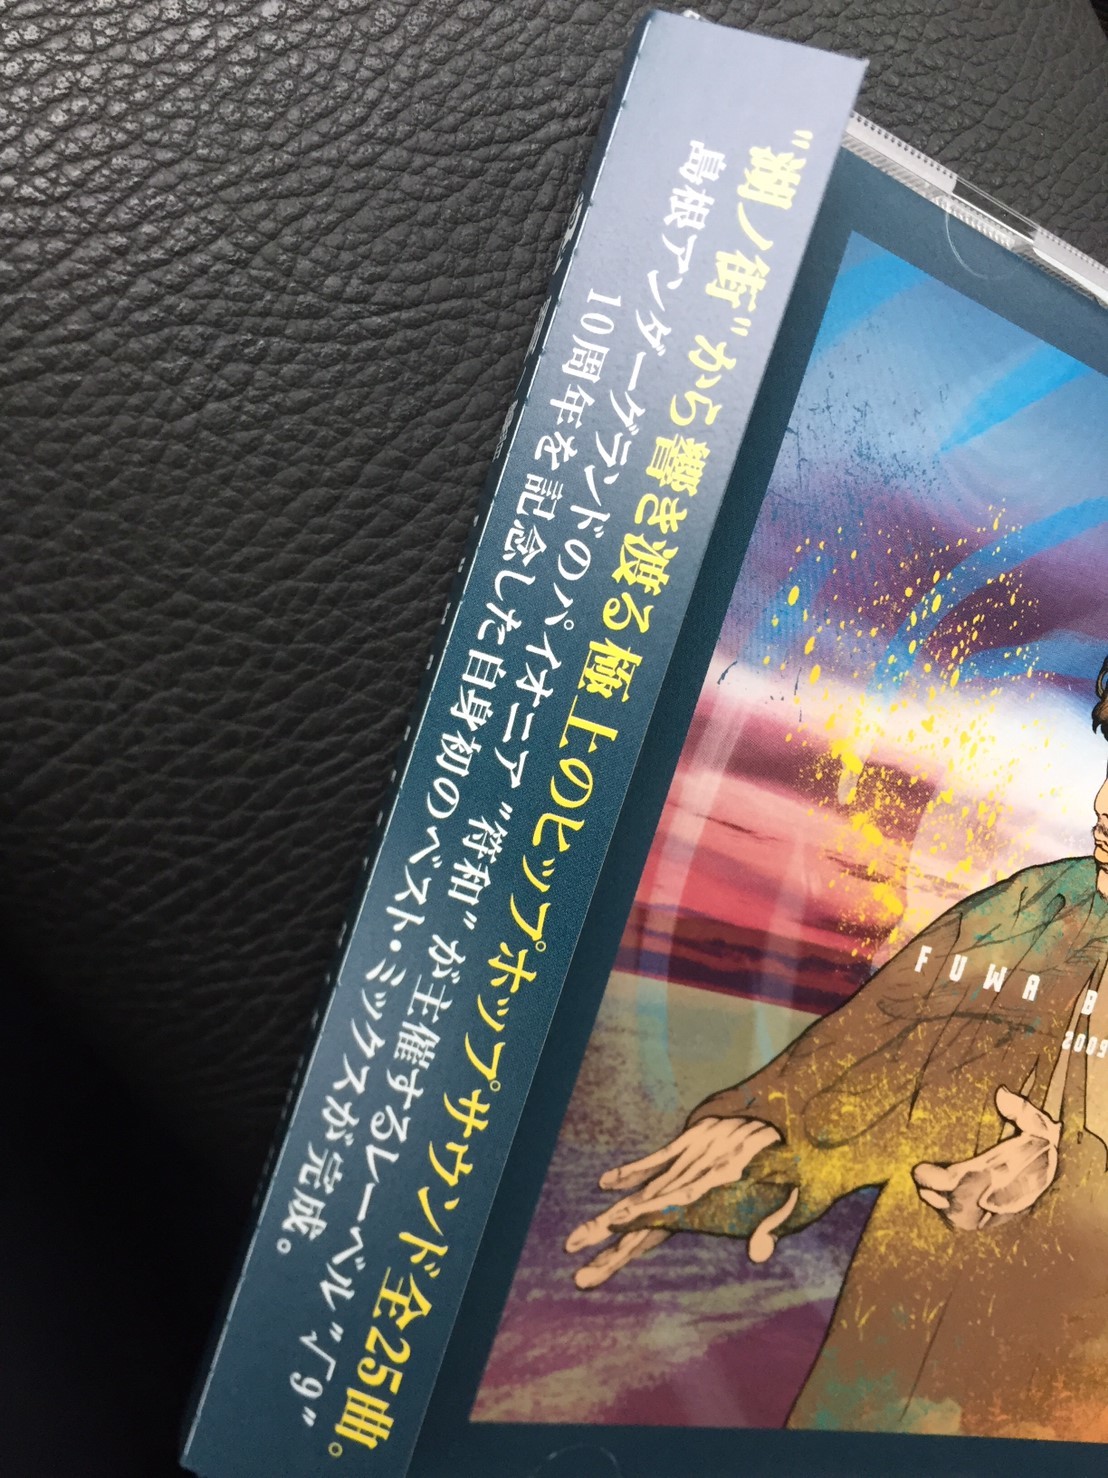 ”湖ノ街”から響き渡る極上のヒップホップサウンド全25曲。
島根アンダーグランドのパイオニア ”符和” が主催するレーベル ”√9”
10周年を記念した自身初のベスト・ミックスが完成。
FUWA B
2009